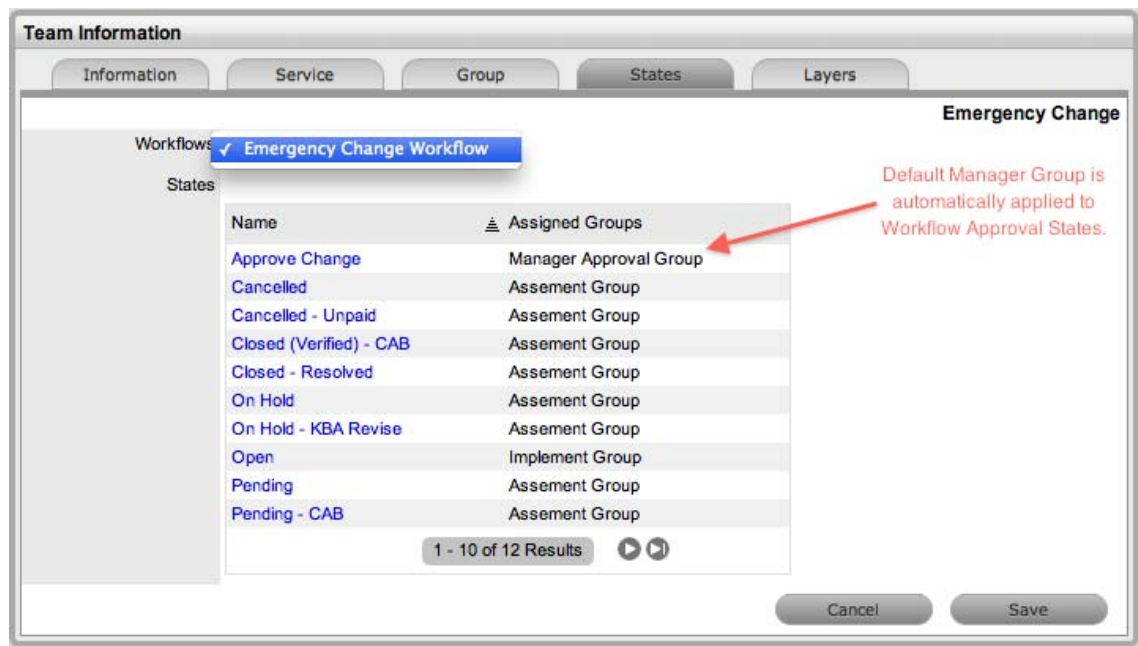 Team Information
Information Service Group States Layers
Emergency Change
Workflows ✓ Emergency Change Workflow
States
Default Manager Group is
automatically applied to
Workflow Approval States.
Name Assigned Groups
Approve Change Manager Approval Group
Cancelled Assement Group
Cancelled - Unpaid Assement Group
Closed (Verified) - CAB Assement Group
Closed - Resolved Assement Group
On Hold Assement Group
On Hold - KBA Revise Assement Group
Open Implement Group
Pending Assement Group
Pending - CAB Assement Group
1 - 10 of 12 Results
Cancel Save